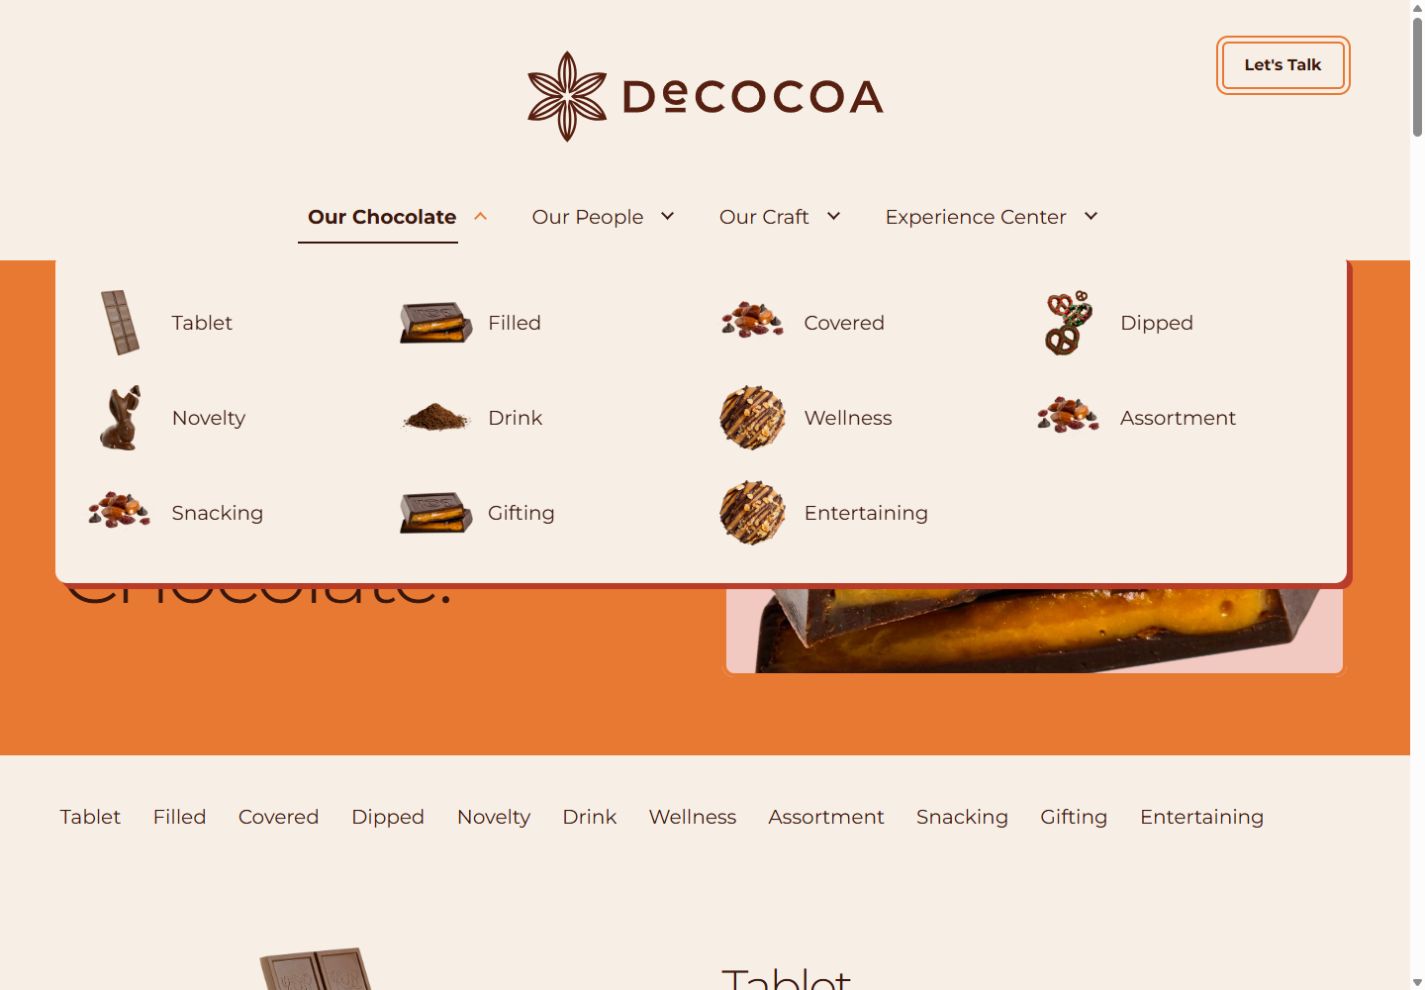 DeCOCOA
Let's Talk
Our Chocolate
Our People
Our Craft
Experience Center
Tablet
Filled
Covered
Dipped
Novelty
Drink
Wellness
Assortment
Snacking
Gifting
Entertaining
Chocolate.
Tablet
Filled
Covered
Dipped
Novelty
Drink
Wellness
Assortment
Snacking
Gifting
Entertaining
Tablet